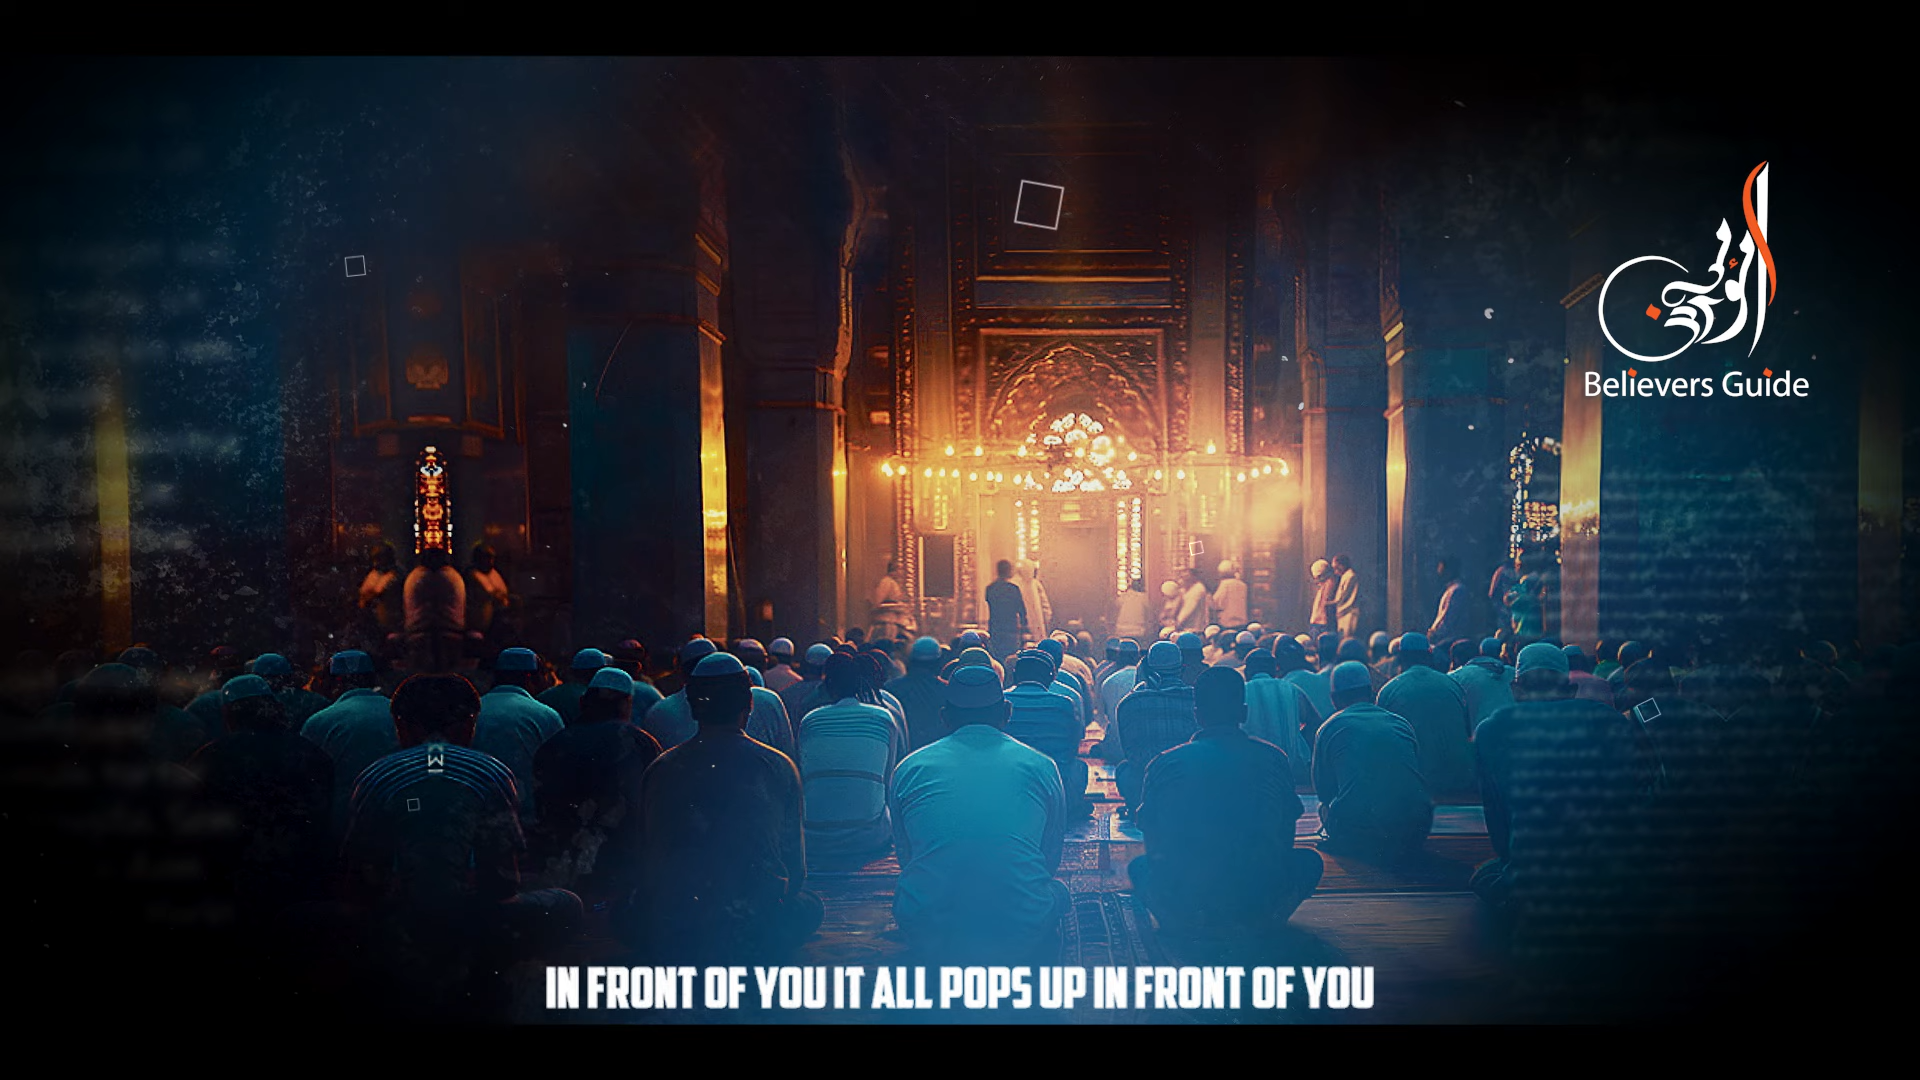 Believers Guide
IN FRONT OF YOU IT ALL POPS UP IN FRONT OF YOU